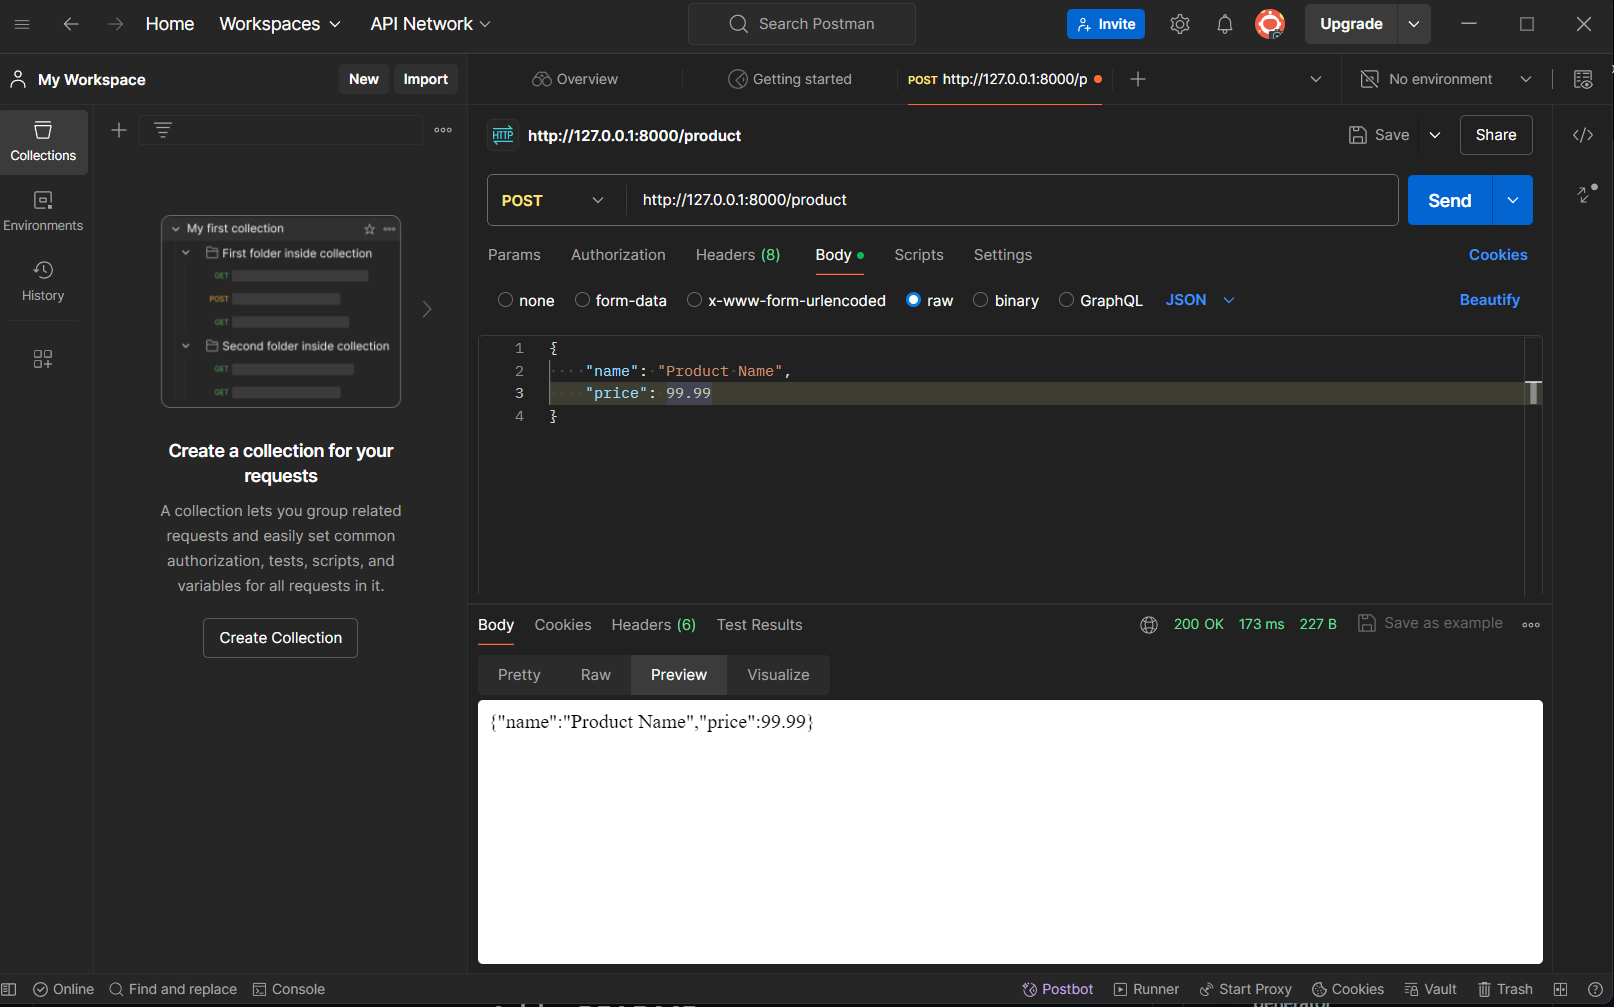 Home Workspaces API Network Search Postman Invite Upgrade
My Workspace New Import Overview Getting started POST http://127.0.0.1:8000/p No environment
Collections
Environments
History
My first collection
First folder inside collection
GET
POST
GET
Second folder inside collection
GET
GET
Create a collection for your
requests
A collection lets you group related
requests and easily set common
authorization, tests, scripts, and
variables for all requests in it.
Create Collection
HTTP http://127.0.0.1:8000/product Save Share
POST http://127.0.0.1:8000/product Send
Params Authorization Headers (8) Body Scripts Settings Cookies
none form-data x-www-form-urlencoded raw binary GraphQL JSON Beautify
1 {
2 "name": "Product Name",
3 "price": 99.99
4 }
Body Cookies Headers (6) Test Results 200 OK 173 ms 227 B Save as example
Pretty Raw Preview Visualize
{"name":"Product Name","price":99.99}
Online Find and replace Console Postbot Runner Start Proxy Cookies Vault Trash